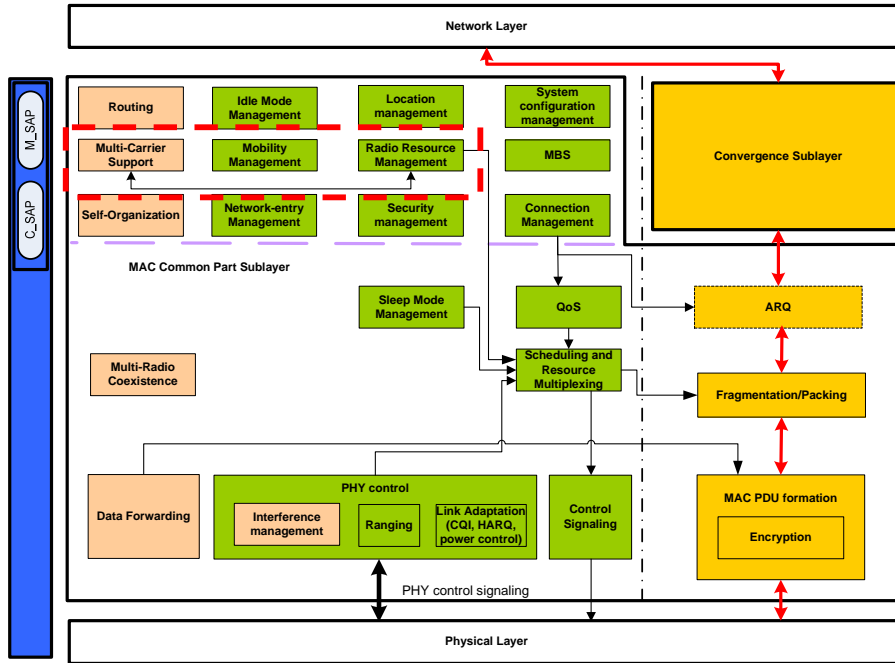 Network Layer
M_SAP
C_SAP
Routing
Idle Mode
Management
Location
management
System
configuration
management
Convergence Sublayer
Multi-Carrier
Support
Mobility
Management
Radio Resource
Management
MBS
Self-Organization
Network-entry
Management
Security
management
Connection
Management
MAC Common Part Sublayer
Sleep Mode
Management
QoS
ARQ
Multi-Radio
Coexistence
Scheduling and
Resource
Multiplexing
Fragmentation/Packing
Data Forwarding
PHY control
Interference
management
Ranging
Link Adaptation
(CQI, HARQ,
power control)
Control
Signaling
MAC PDU formation
Encryption
PHY control signaling
Physical Layer